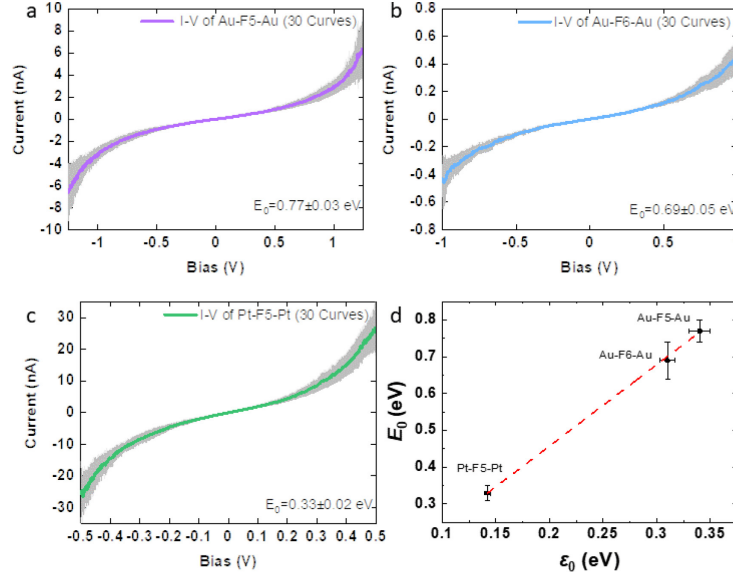 a
I-V of Au-F5-Au (30 Curves)
10
8
6
4
2
0
-2
-4
-6
-8
-10
Current (nA)
-1
-0.5
0
0.5
1
Bias (V)
E0=0.77±0.03 eV
b
I-V of Au-F6-Au (30 Curves)
0.8
0.6
0.4
0.2
0
-0.2
-0.4
-0.6
-0.8
Current (nA)
-1
-0.5
0
0.5
Bias (V)
E0=0.69±0.05 eV
c
I-V of Pt-F5-Pt (30 Curves)
30
20
10
0
-10
-20
-30
Current (nA)
-0.5
-0.4
-0.3
-0.2
-0.1
0
0.1
0.2
0.3
0.4
0.5
Bias (V)
E0=0.33±0.02 eV
d
Au-F5-Au
Au-F6-Au
Pt-F5-Pt
0.8
0.7
0.6
0.5
0.4
0.3
E0 (eV)
0.1
0.15
0.20
0.25
0.30
0.35
ε0 (eV)